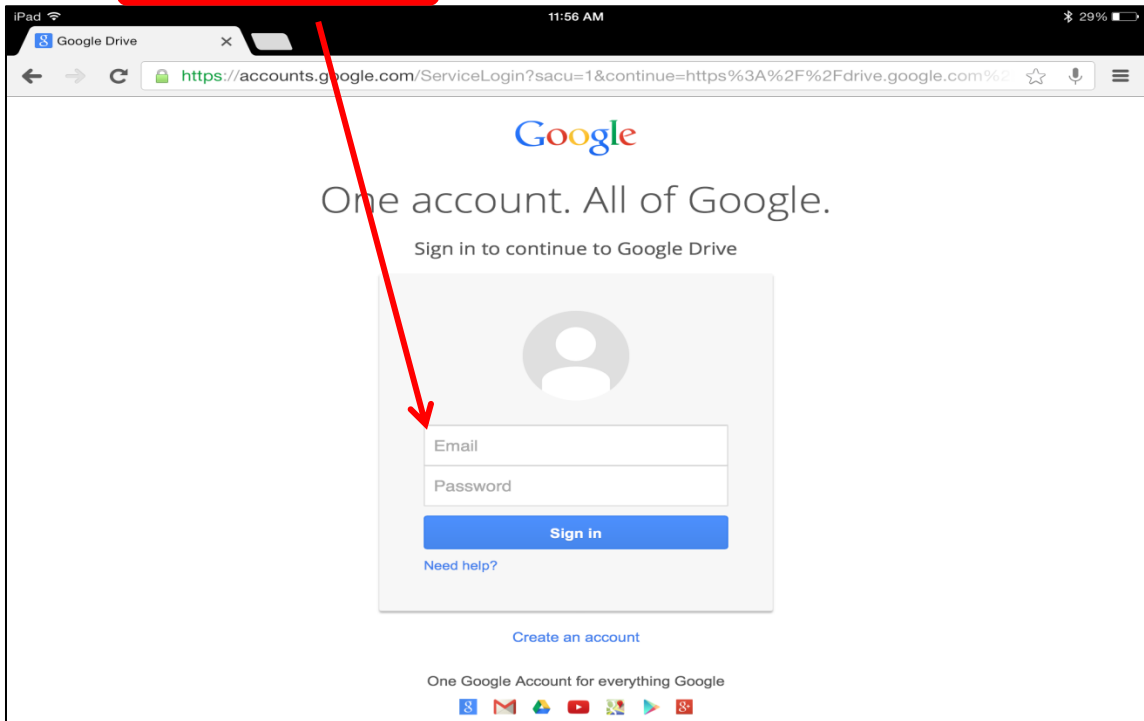 iPad 11:56 AM 29%
Google Drive
https://accounts.google.com/ServiceLogin?sacu=1&continue=https%3A%2F%2Fdrive.google.com%2
Google
One account. All of Google.
Sign in to continue to Google Drive
Email
Password
Sign in
Need help?
Create an account
One Google Account for everything Google